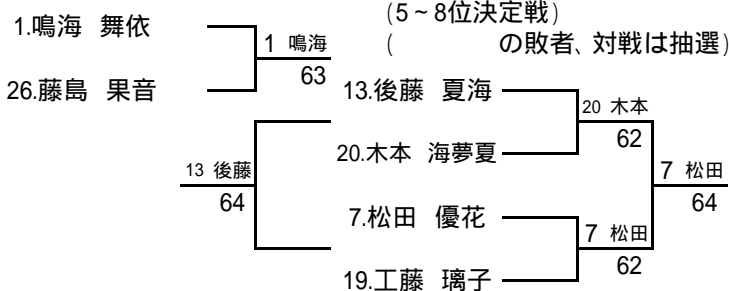 (5～8位決定戦)
1.鳴海 舞依
1 鳴海
( の敗者、対戦は抽選)
63
26.藤島 果音
13.後藤 夏海
20 木本
62
20.木本 海夢夏
13 後藤
7 松田
64
64
7.松田 優花
7 松田
62
19.工藤 璃子